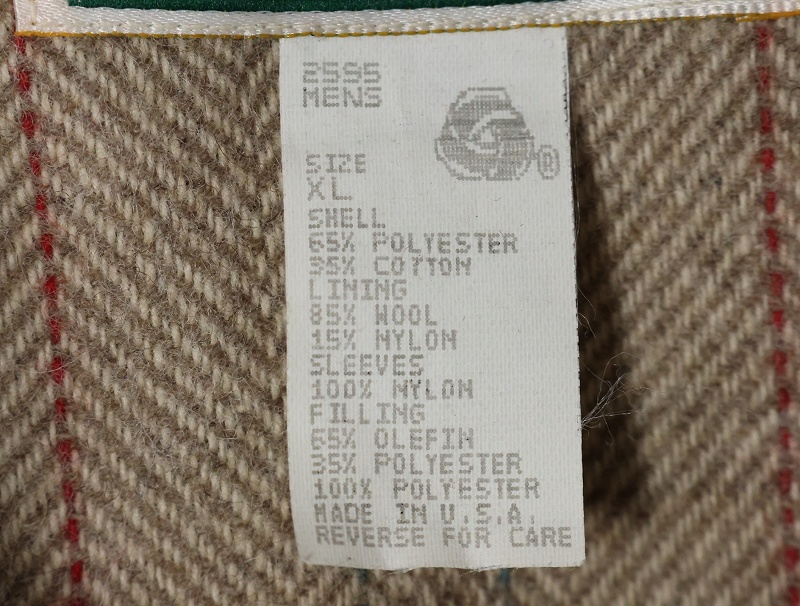 2595
MENS
®
SIZE
XL
SHELL
65% POLYESTER
35% COTTON
LINING
85% WOOL
15% NYLON
SLEEVES
100% NYLON
FILLING
65% OLEFIN
35% POLYESTER
100% POLYESTER
MADE IN U.S.A.
REVERSE FOR CARE